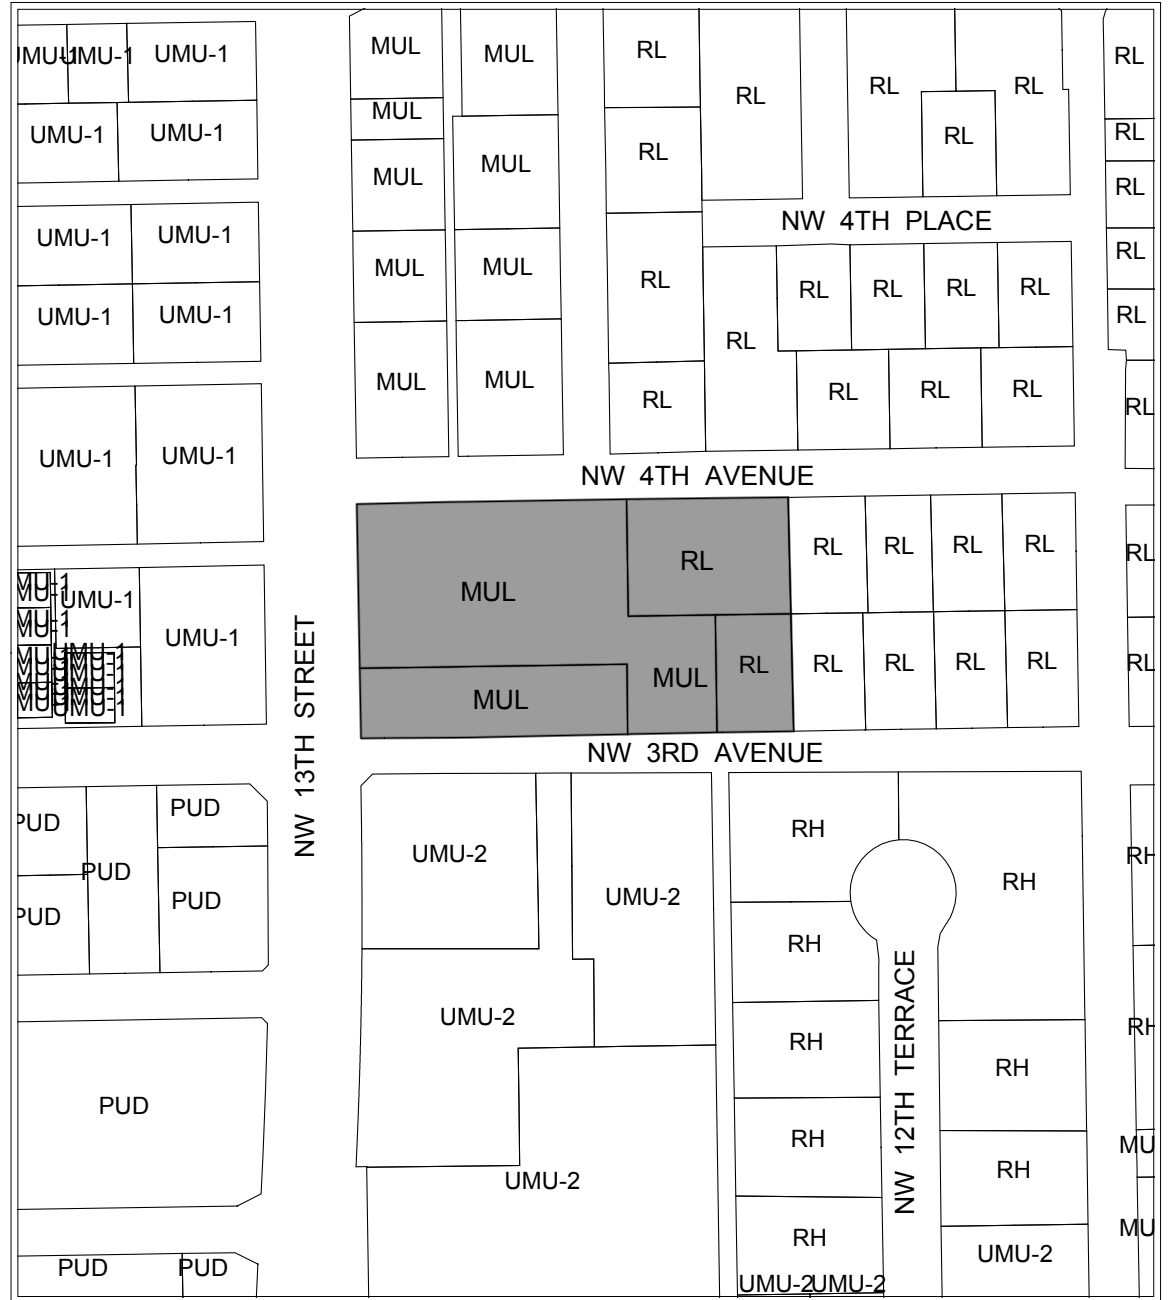 UMU-1 UMU-1 MUL MUL RL RL RL RL RL
MUL
UMU-1 UMU-1 RL RL RL
MUL MUL RL
NW 4TH PLACE
UMU-1 UMU-1 RL
MUL MUL RL RL RL RL RL
UMU-1 UMU-1 RL RL
MUL MUL RL RL RL RL RL
UMU-1 UMU-1
NW 4TH AVENUE
RL RL RL RL RL RL
UMU-1 MUL
UMU-1 MUL RL RL RL RL RL RL
MUL
NW 13TH STREET
NW 3RD AVENUE
PUD PUD RH
PUD UMU-2 RH RH
PUD PUD UMU-2
RH
UMU-2 RH RH
RH
NW 12TH TERRACE
PUD RH
UMU-2 RH
RH
UMU-2
PUD PUD UMU-2 UMU-2